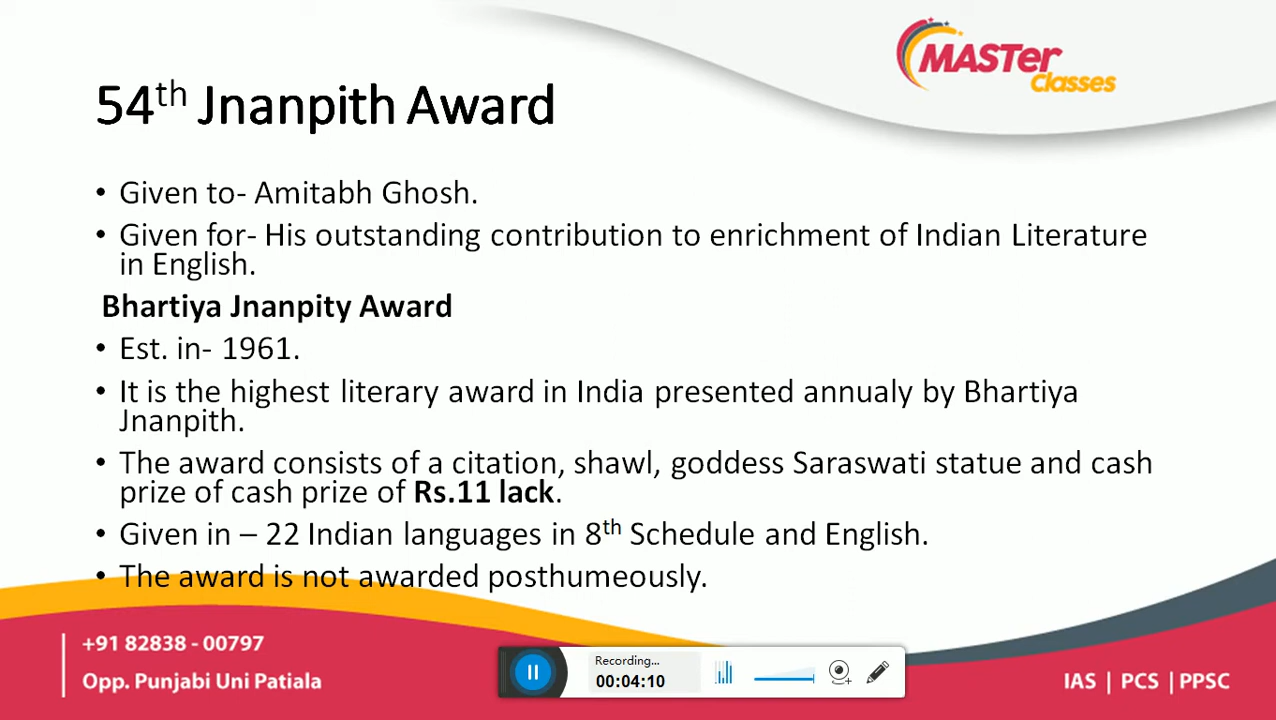 MASTer
Classes
54th Jnanpith Award
• Given to- Amitabh Ghosh.
• Given for- His outstanding contribution to enrichment of Indian Literature
in English.
Bhartiya Jnanpity Award
• Est. in- 1961.
• It is the highest literary award in India presented annualy by Bhartiya
Jnanpith.
• The award consists of a citation, shawl, goddess Saraswati statue and cash
prize of cash prize of Rs.11 lack.
• Given in – 22 Indian languages in 8th Schedule and English.
• The award is not awarded posthumeously.
+91 82838 - 00797
Opp. Punjabi Uni Patiala
Recording...
00:04:10
IAS | PCS | PPSC